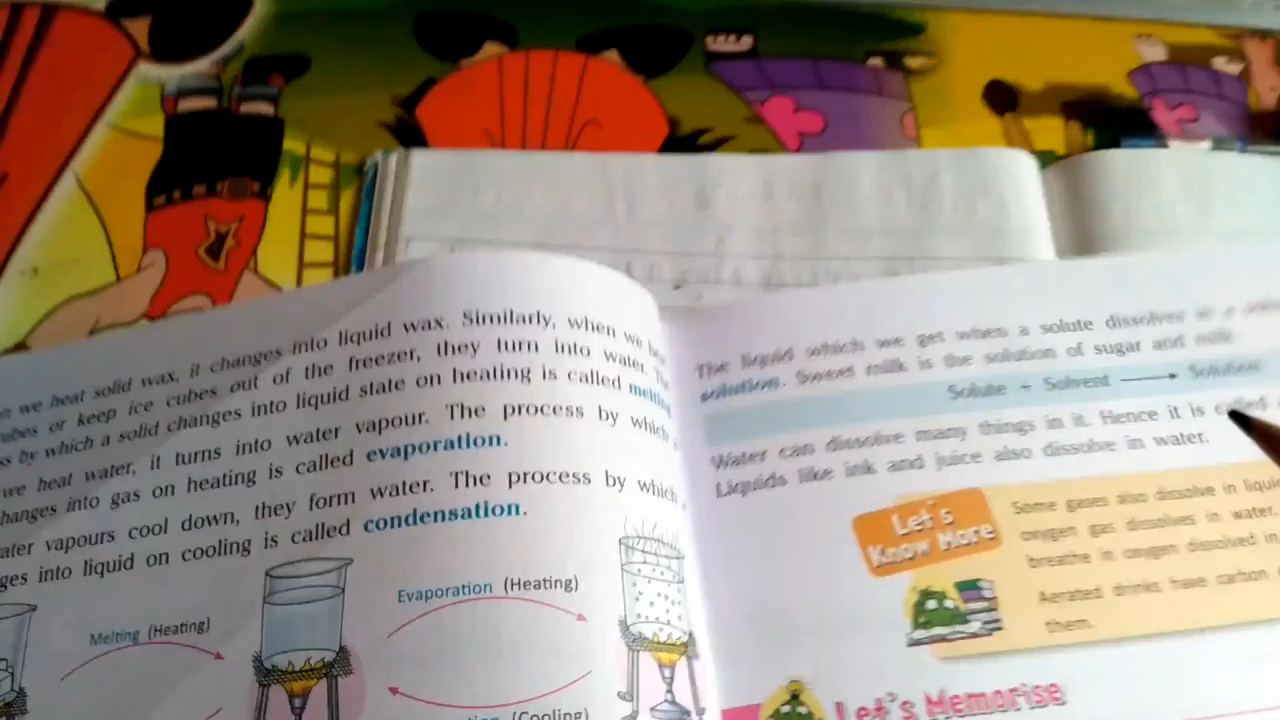 we heat solid wax, it changes into liquid wax. Similarly, when we
or keep ice cubes out of the freezer, they turn into water.
by which a solid changes into liquid state on heating is called melting
we heat water, it turns into water vapour. The process by which
into gas on heating is called evaporation.
vapours cool down, they form water. The process by which
into liquid on cooling is called condensation.
Evaporation (Heating)
Melting (Heating)
(Cooling)
The liquid which we get when a solute dissolves
solution. Sweet milk is the solution of sugar and milk
Solute + Solvent ⟶ Solution
Water can dissolve many things in it. Hence it is called
Liquids like ink and juice also dissolve in water.
Let's
Know More
Some gases also dissolve in
oxygen gas dissolves in water.
breathe in oxygen dissolved in
Aerated drinks have carbon
them.
Let's Memorise